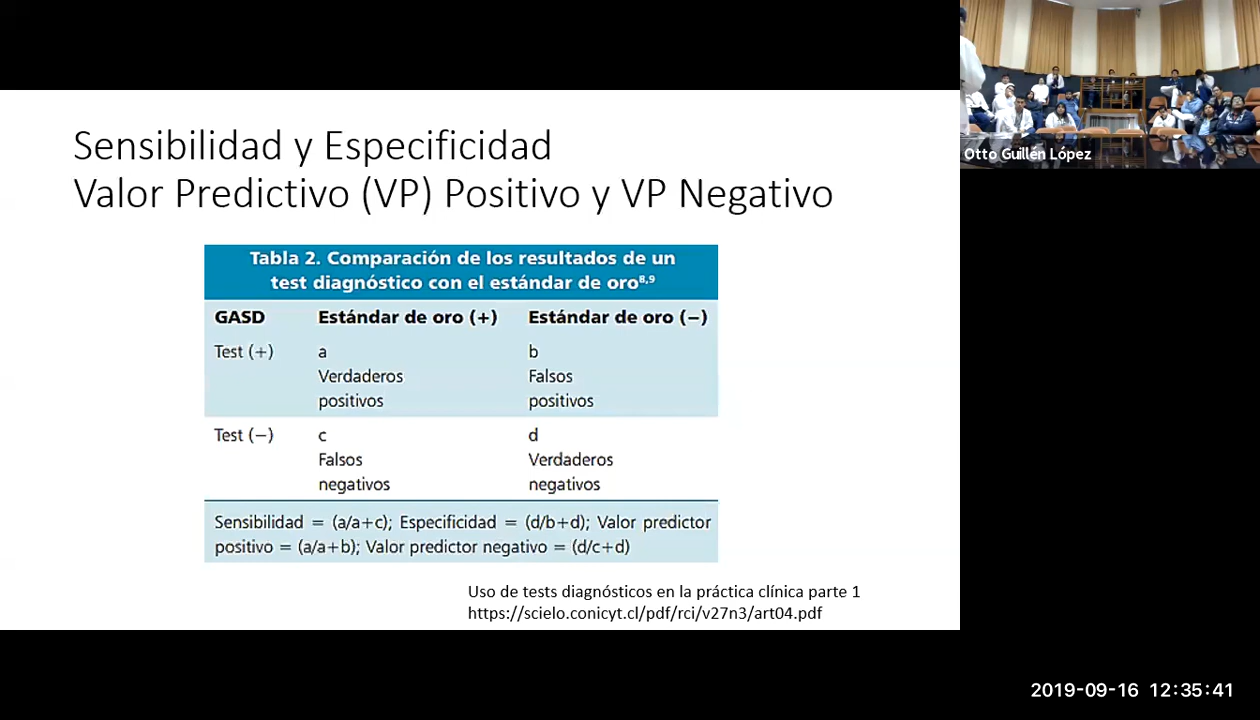 Sensibilidad y Especificidad
Valor Predictivo (VP) Positivo y VP Negativo
Otto Guillén López
Tabla 2. Comparación de los resultados de un
test diagnóstico con el estándar de oro⁸,⁹
GASD Estándar de oro (+) Estándar de oro (−)
Test (+) a b
Verdaderos Falsos
positivos positivos
Test (−) c d
Falsos Verdaderos
negativos negativos
Sensibilidad = (a/a+c); Especificidad = (d/b+d); Valor predictor
positivo = (a/a+b); Valor predictor negativo = (d/c+d)
Uso de tests diagnósticos en la práctica clínica parte 1
https://scielo.conicyt.cl/pdf/rci/v27n3/art04.pdf
2019-09-16 12:35:41